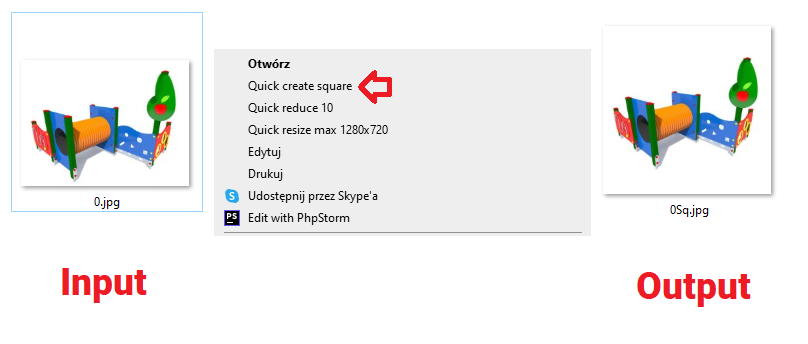 Otwórz
Quick create square
Quick reduce 10
Quick resize max 1280x720
Edytuj
Drukuj
Udostępnij przez Skype'a
Edit with PhpStorm
0.jpg
0Sq.jpg
Input
Output